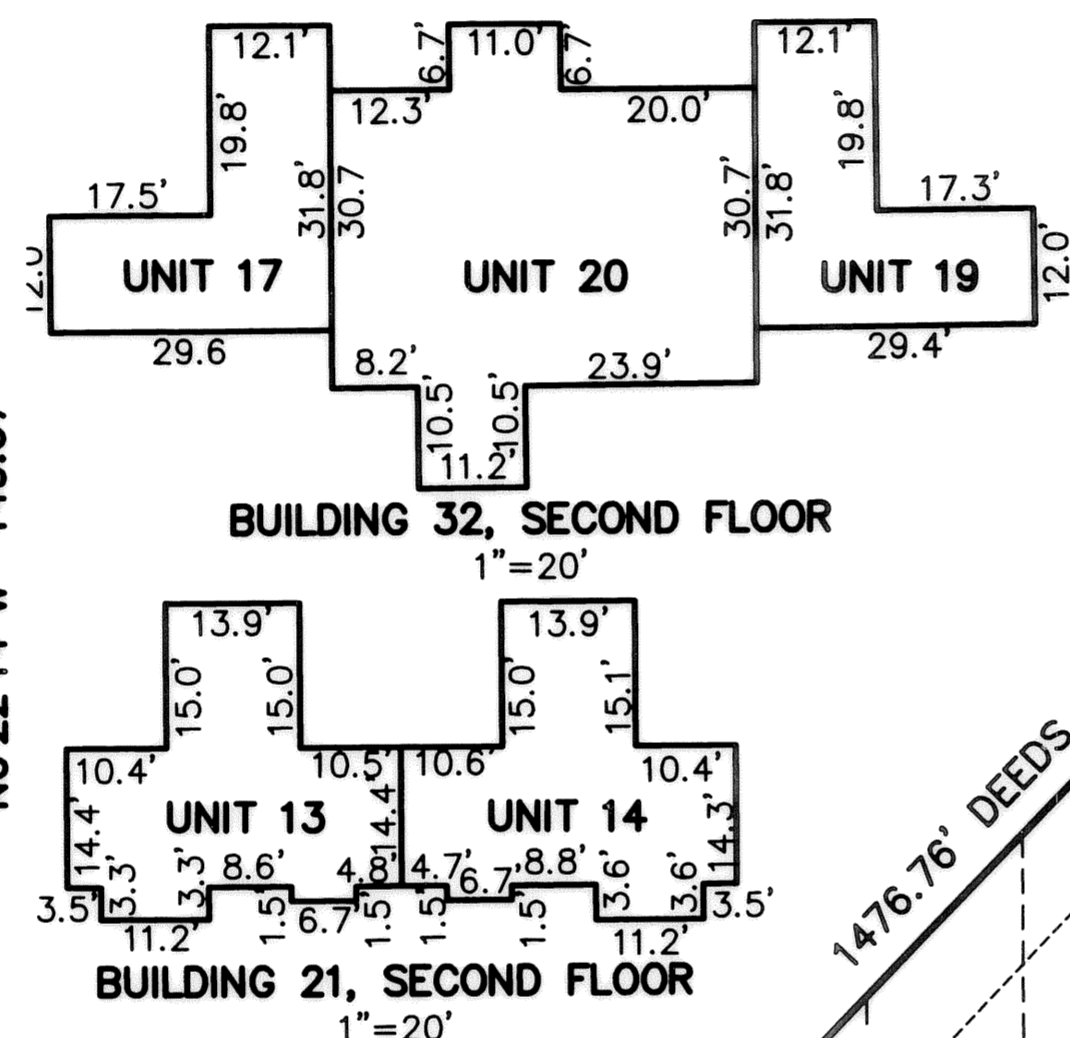 12.1' 6.7' 11.0' 6.7' 12.1'
12.3' 20.0'
19.8' 19.8'
17.5' 31.8' 30.7 30.7' 31.8' 17.3'
UNIT 17 UNIT 20 UNIT 19 12.0'
29.6 8.2' 23.9' 29.4'
10.5' 10.5'
11.2'
BUILDING 32, SECOND FLOOR
1"=20'
13.9' 13.9'
15.0' 15.0' 15.0' 15.1'
10.4' 10.5' 10.6' 10.4'
14.4' UNIT 13 14.4' UNIT 14 14.3'
3.3' 3.3' 8.6' 4.8' 4.7' 6.7' 8.8' 3.6' 3.6'
3.5' 1.5' 6.7' 1.5' 1.5' 1.5' 3.5'
11.2' 11.2'
BUILDING 21, SECOND FLOOR
1"=20'
1476.76' DEEDS